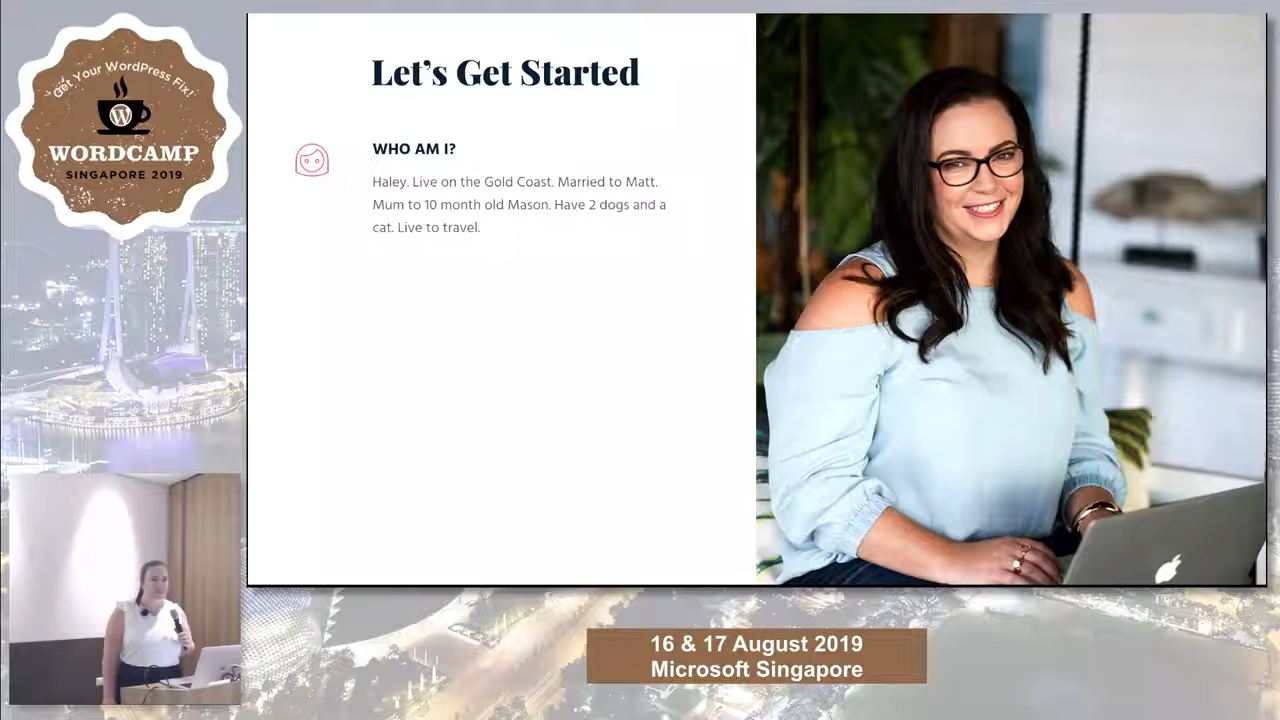 Get Your WordPress Fix!
WORDCAMP
SINGAPORE 2019
Let's Get Started
WHO AM I?
Haley. Live on the Gold Coast. Married to Matt.
Mum to 10 month old Mason. Have 2 dogs and a
cat. Live to travel.
16 & 17 August 2019
Microsoft Singapore